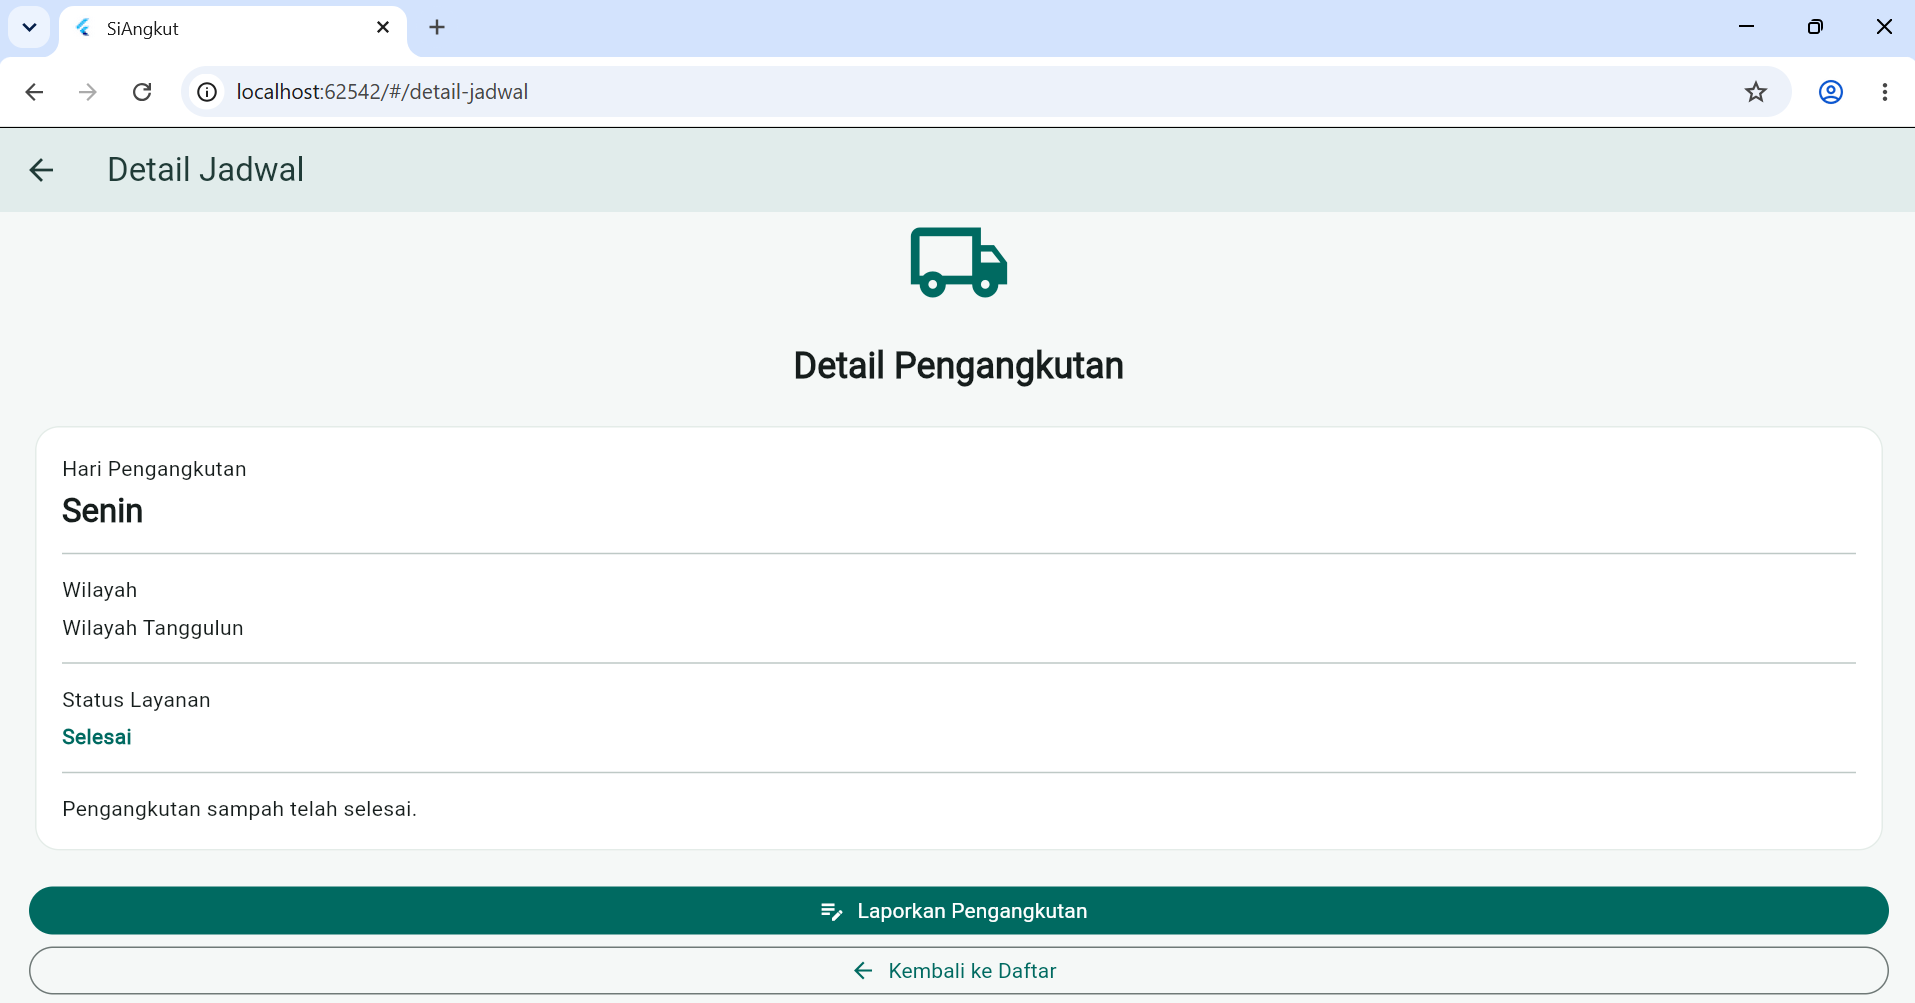 SiAngkut
localhost:62542/#/detail-jadwal
Detail Jadwal
Detail Pengangkutan
Hari Pengangkutan
Senin
Wilayah
Wilayah Tanggulun
Status Layanan
Selesai
Pengangkutan sampah telah selesai.
Laporkan Pengangkutan
Kembali ke Daftar